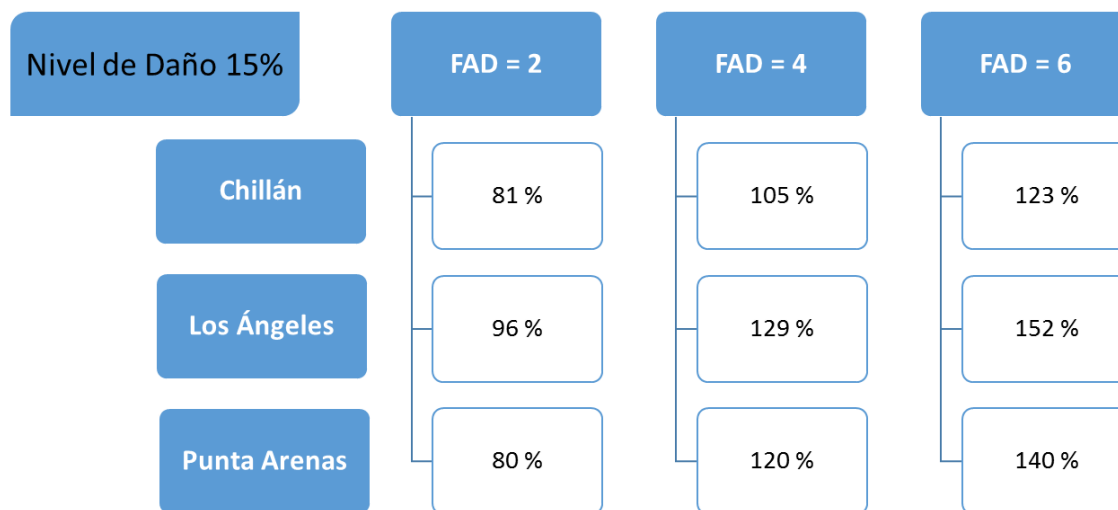 Nivel de Daño 15%
FAD = 2
FAD = 4
FAD = 6
Chillán
81 %
105 %
123 %
Los Ángeles
96 %
129 %
152 %
Punta Arenas
80 %
120 %
140 %